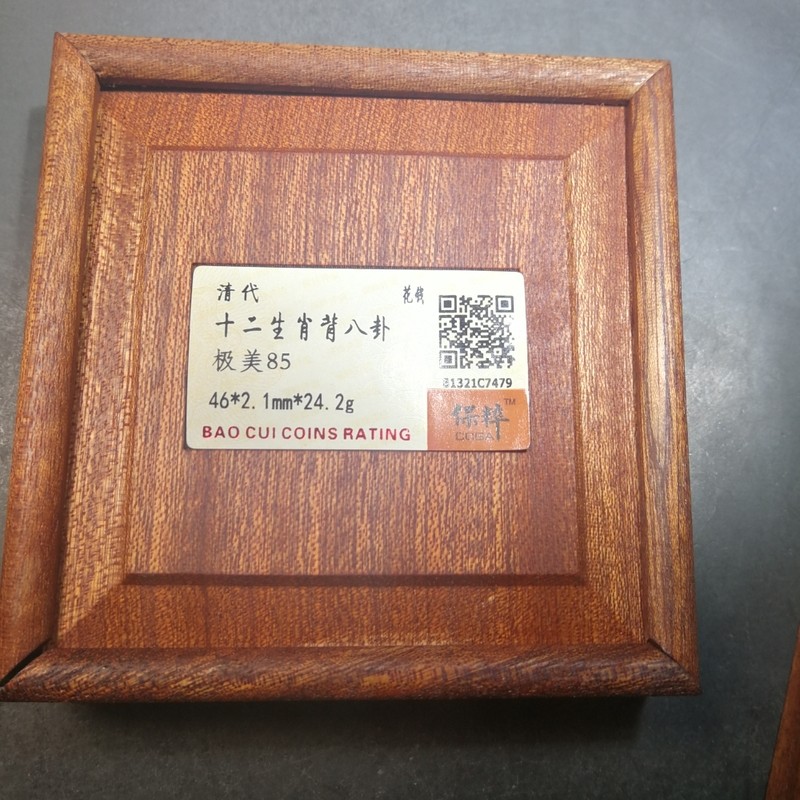 清代
花钱
十二生肖背八卦
极美85
46*2.1mm*24.2g
BAO CUI COINS RATING
81321C7479
保粹 TM
CCGA